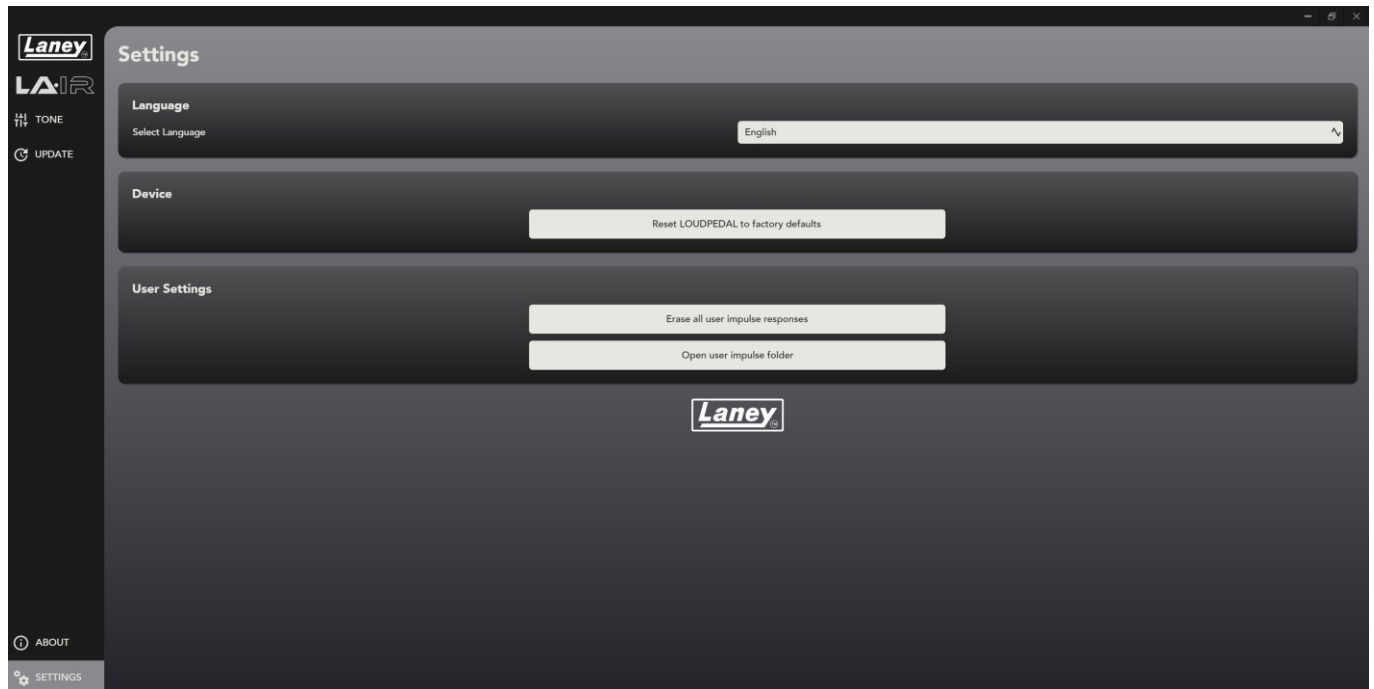 Laney
LA·IR
TONE
UPDATE
Settings
Language
Select Language
English
Device
Reset LOUDPEDAL to factory defaults
User Settings
Erase all user impulse responses
Open user impulse folder
Laney
ABOUT
SETTINGS